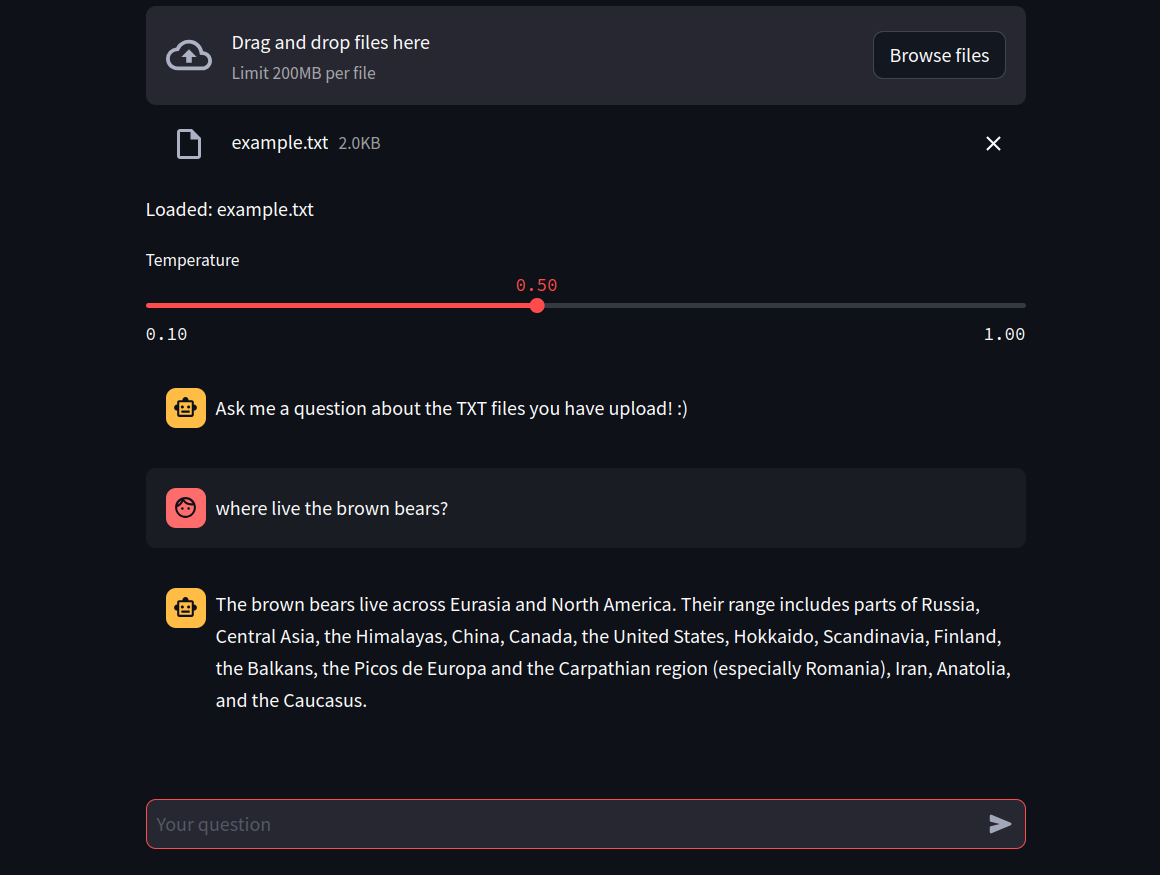 Drag and drop files here
Limit 200MB per file
Browse files
example.txt 2.0KB
Loaded: example.txt
Temperature
0.50
0.10 1.00
Ask me a question about the TXT files you have upload! :)
where live the brown bears?
The brown bears live across Eurasia and North America. Their range includes parts of Russia,
Central Asia, the Himalayas, China, Canada, the United States, Hokkaido, Scandinavia, Finland,
the Balkans, the Picos de Europa and the Carpathian region (especially Romania), Iran, Anatolia,
and the Caucasus.
Your question